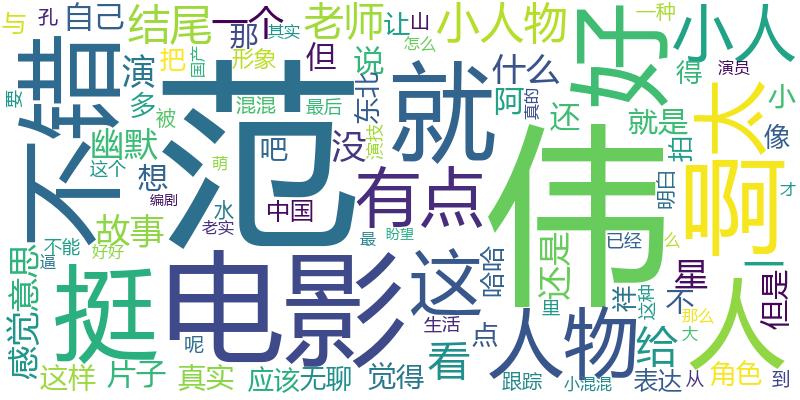 与
孔
自己
结尾
一个
那
老师
让
山
小人物
一种
小人
但
把
形象
其实
国产
说
怎么
什么
得
演员
要
不错
演
多
被
混混
最后
东北
范
就
阿
真的
还
好
就是
拍
哥
太
小
像
幽默
这个
想
萌
编剧
吧
没
演技
伟
明白
才
水
中国
有点
故事
老实
最
盼望
已经
么
感觉
意思
不能
逼
好好
挺
电影
这
哈哈
还是
里
祥
这种
不
星
那么
但是
人
呢
生活
点
人物
给
大
这样
片子
真实
应该
无聊
觉得
看
跟踪
小混混
表达
角色
从
到